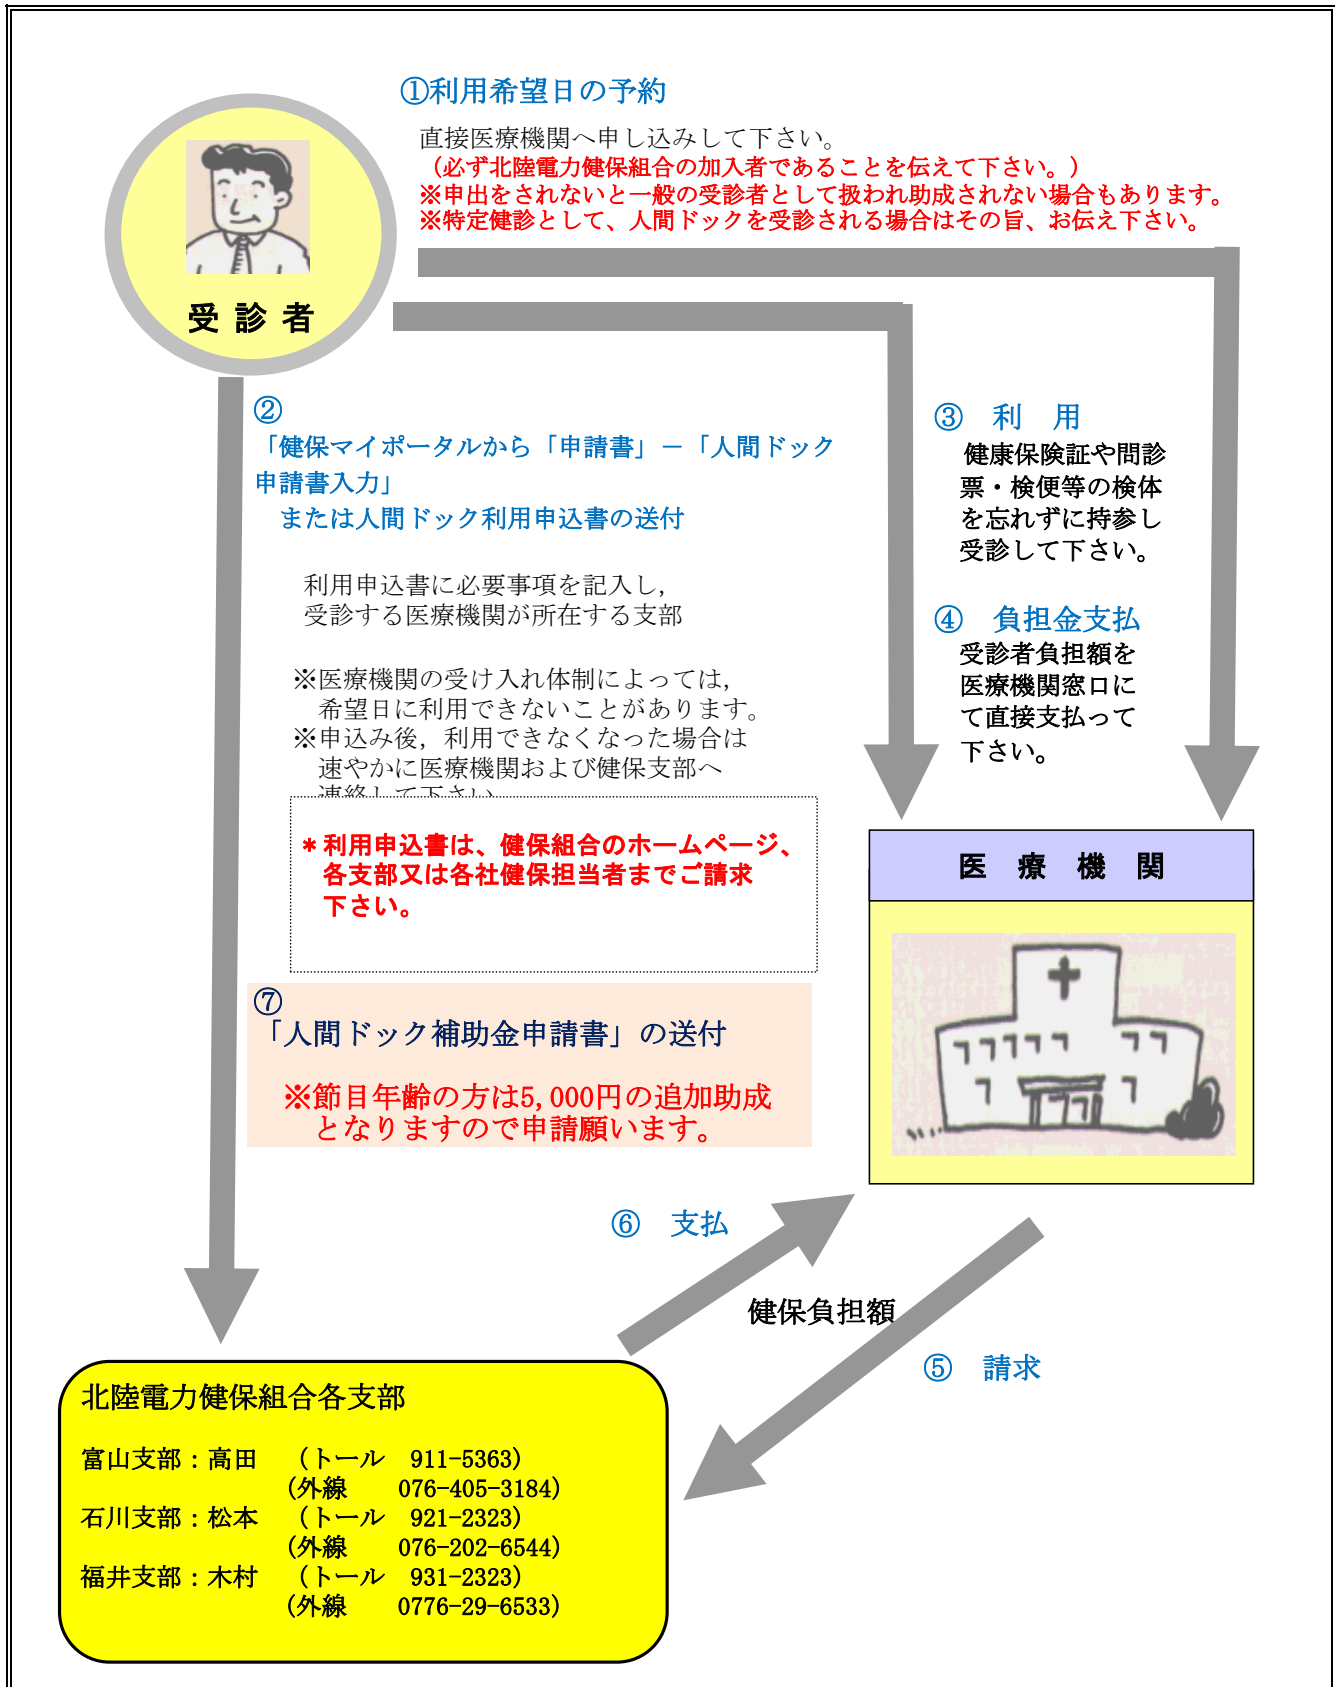 ①利用希望日の予約
直接医療機関へ申し込みして下さい。
（必ず北陸電力健保組合の加入者であることを伝えて下さい。）
※申出をされないと一般の受診者として扱われ助成されない場合もあります。
※特定健診として、人間ドックを受診される場合はその旨、お伝え下さい。
受 診 者
②
「健保マイポータルから「申請書」－「人間ドック
申請書入力」
または人間ドック利用申込書の送付
利用申込書に必要事項を記入し，
受診する医療機関が所在する支部
※医療機関の受け入れ体制によっては，
希望日に利用できないことがあります。
※申込み後，利用できなくなった場合は
速やかに医療機関および健保支部へ
連絡して下さい
＊利用申込書は、健保組合のホームページ、
各支部又は各社健保担当者までご請求
下さい。
③　利　用
健康保険証や問診
票・検便等の検体
を忘れずに持参し
受診して下さい。
④　負担金支払
受診者負担額を
医療機関窓口に
て直接支払って
下さい。
医　療　機　関
⑦
「人間ドック補助金申請書」の送付
※節目年齢の方は5,000円の追加助成
となりますので申請願います。
⑥　支払
健保負担額
⑤　請求
北陸電力健保組合各支部
富山支部：高田　（トール　911-5363）
（外線　　076-405-3184）
石川支部：松本　（トール　921-2323）
（外線　　076-202-6544）
福井支部：木村　（トール　931-2323）
（外線　　0776-29-6533）